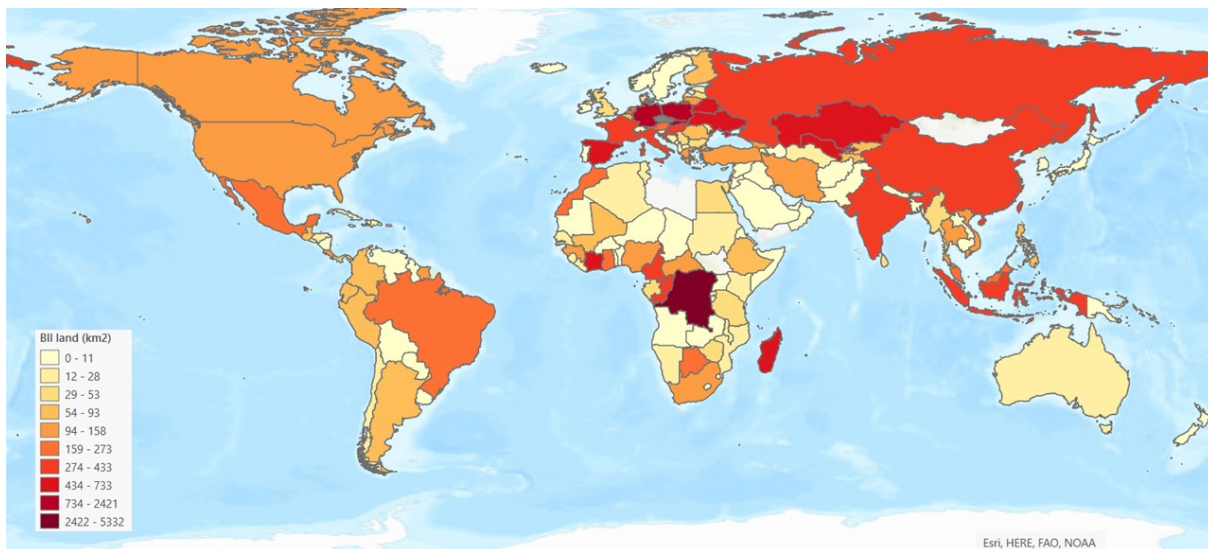 BII land (km2)
0 - 11
12 - 28
29 - 53
54 - 93
94 - 158
159 - 273
274 - 433
434 - 733
734 - 2421
2422 - 5332
Esri, HERE, FAO, NOAA